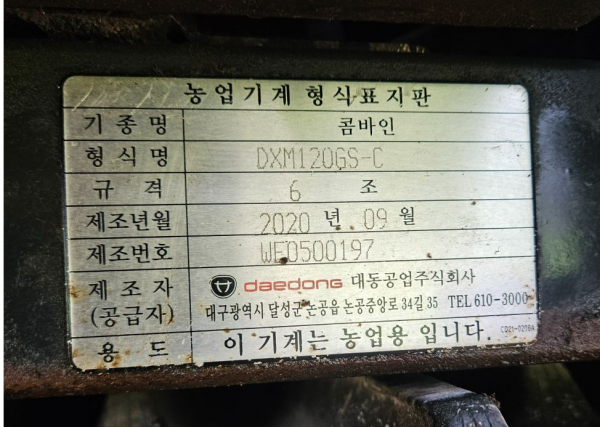 농업기계 형식표지판
기종명 콤바인
형식명 DXM120GS-C
규격 6 조
제조년월 2020 년 09 월
제조번호 WE0500197
제조자 daedong 대동공업주식회사
(공급자) 대구광역시 달성군 논공읍 논공중앙로 34길 35 TEL 610-3000
용도 이 기계는 농업용 입니다.